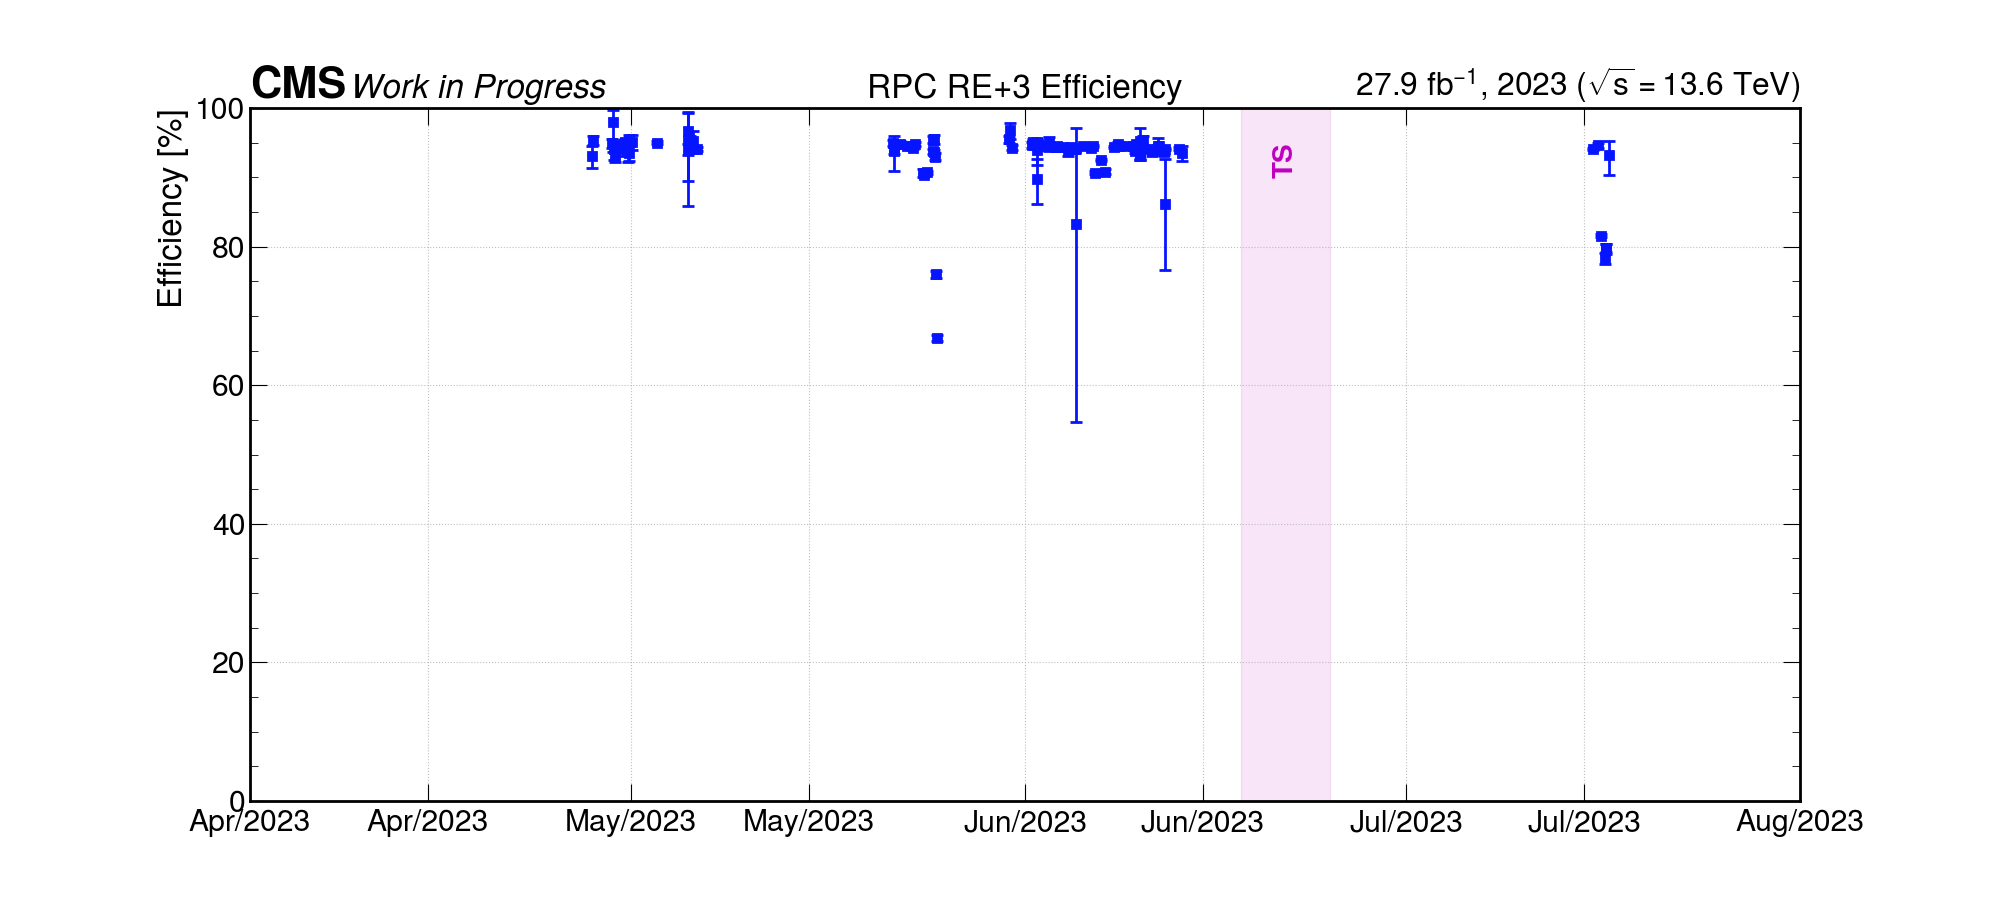 CMS Work in Progress RPC RE+3 Efficiency 27.9 fb⁻¹, 2023 (√s = 13.6 TeV)
Efficiency [%]
100
80
60
40
20
0
TS
Apr/2023 Apr/2023 May/2023 May/2023 Jun/2023 Jun/2023 Jul/2023 Jul/2023 Aug/2023